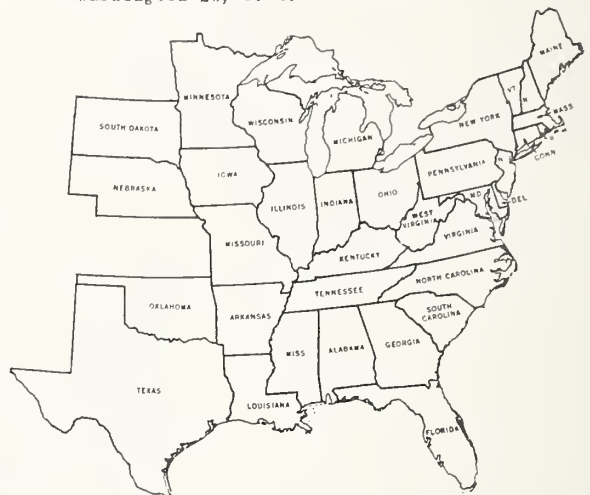 MAINE
VT
N
MINNESOTA
MASS
WISCONSIN
NEW YORK
SOUTH DAKOTA
MICHIGAN
CONN
IOWA
PENNSYLVANIA
NEBRASKA
OHIO
ILLINOIS
INDIANA
MD
DEL
WEST
VIRGINIA
VIRGINIA
MISSOURI
KENTUCKY
NORTH CAROLINA
TENNESSEE
OKLAHOMA
ARKANSAS
SOUTH
CAROLINA
MISS
ALABAMA
GEORGIA
TEXAS
LOUISIANA
FLORIDA